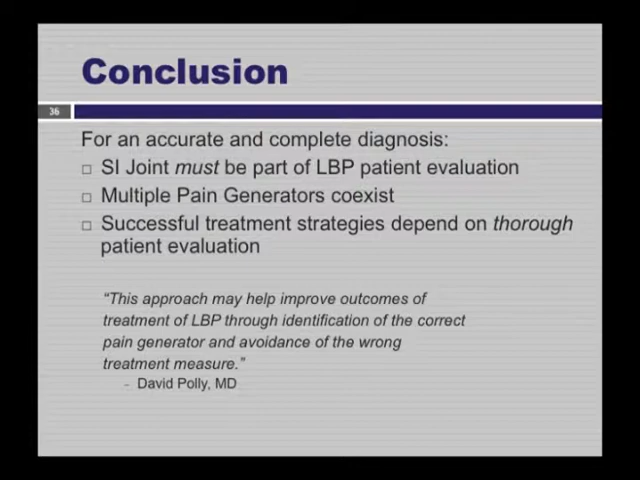 Conclusion
36
For an accurate and complete diagnosis:
□ SI Joint must be part of LBP patient evaluation
□ Multiple Pain Generators coexist
□ Successful treatment strategies depend on thorough
patient evaluation
“This approach may help improve outcomes of
treatment of LBP through identification of the correct
pain generator and avoidance of the wrong
treatment measure.”
- David Polly, MD